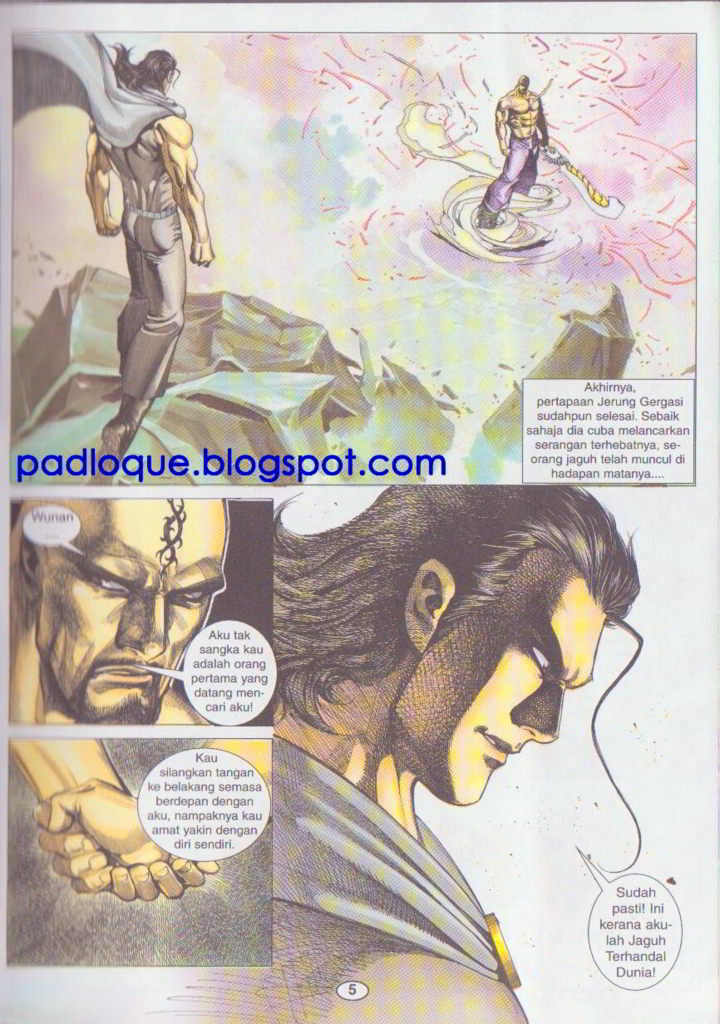 Akhirnya,
pertapaan Jerung Gergasi
sudahpun selesai. Sebaik
sahaja dia cuba melancarkan
serangan terhebatnya, se-
orang jaguh telah muncul di
hadapan matanya....
padloque.blogspot.com
Wunan
....
Aku tak
sangka kau
adalah orang
pertama yang
datang men-
cari aku!
Kau
silangkan tangan
ke belakang semasa
berdepan dengan
aku, nampaknya kau
amat yakin dengan
diri sendiri.
Sudah
pasti! Ini
kerana aku-
lah Jaguh
Terhandal
Dunia!
5